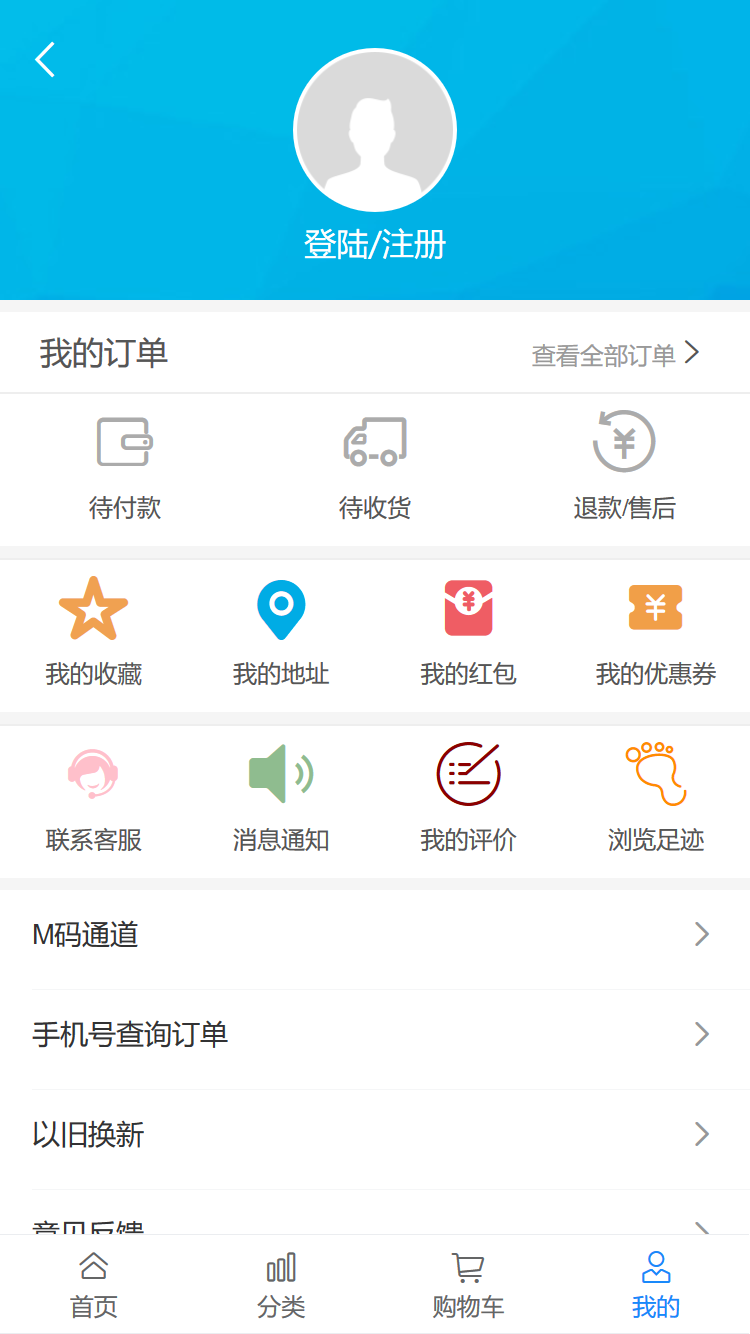 登陆/注册
我的订单 查看全部订单
待付款 待收货 退款/售后
我的收藏 我的地址 我的红包 我的优惠券
联系客服 消息通知 我的评价 浏览足迹
M码通道
手机号查询订单
以旧换新
意见反馈
首页 分类 购物车 我的